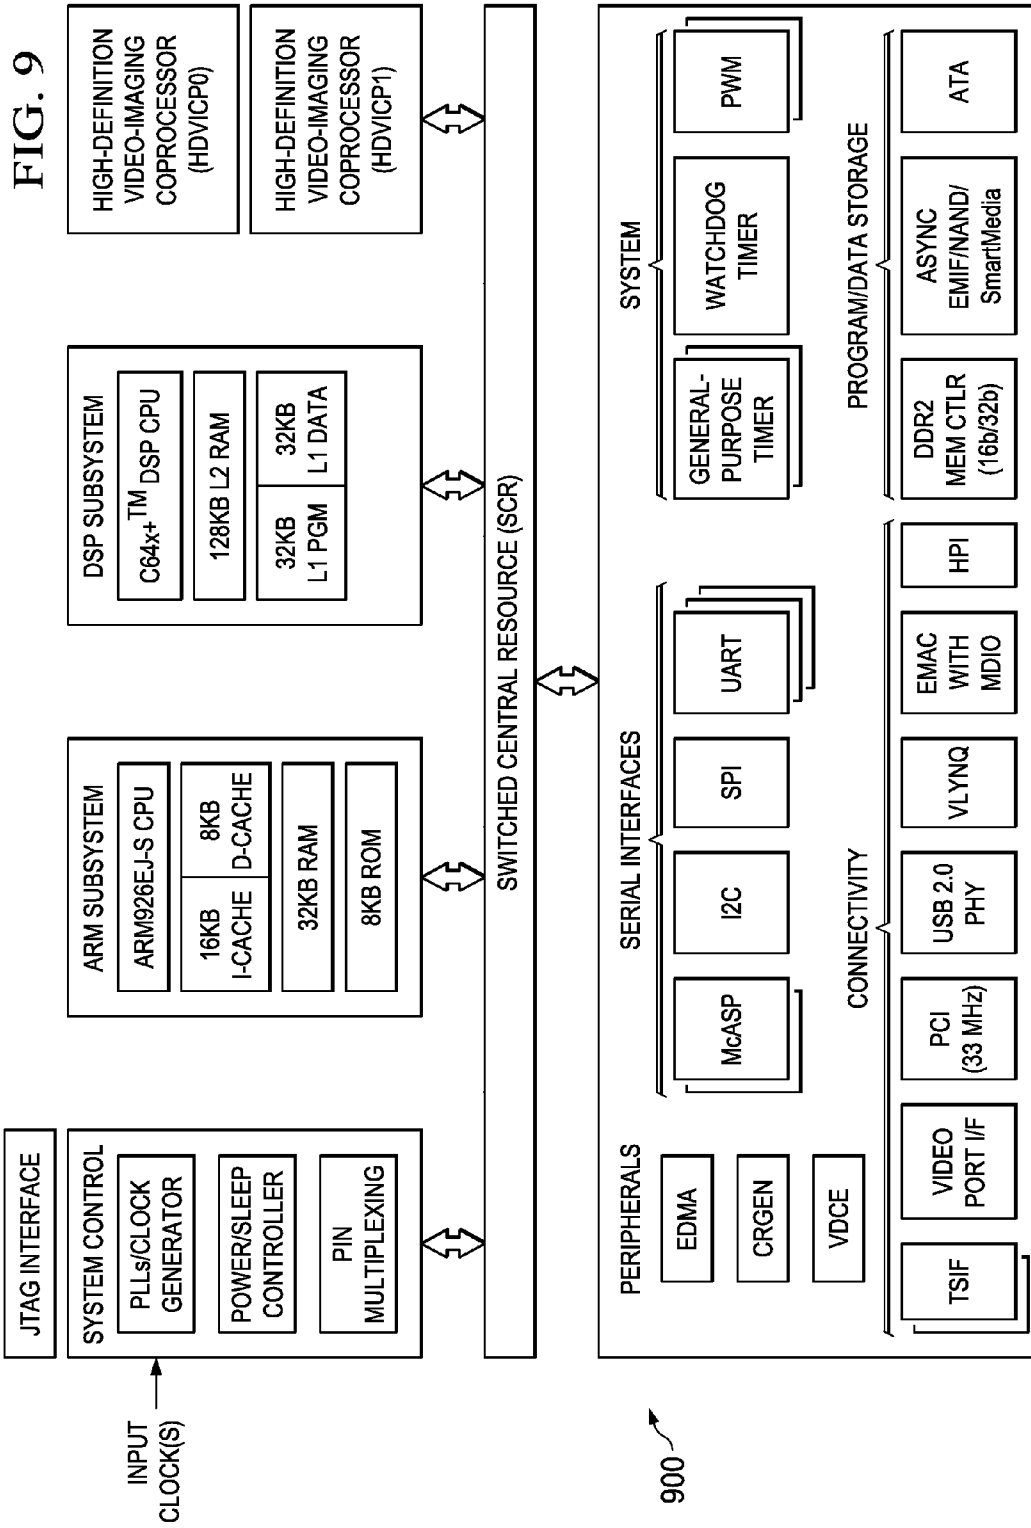 FIG. 9
JTAG INTERFACE
INPUT
CLOCK(S)
SYSTEM CONTROL
PLLs/CLOCK
GENERATOR
POWER/SLEEP
CONTROLLER
PIN
MULTIPLEXING
ARM SUBSYSTEM
ARM926EJ-S CPU
16KB
I-CACHE
8KB
D-CACHE
32KB RAM
8KB ROM
DSP SUBSYSTEM
C64x+TM DSP CPU
128KB L2 RAM
32KB
L1 PGM
32KB
L1 DATA
HIGH-DEFINITION
VIDEO-IMAGING
COPROCESSOR
(HDVICP0)
HIGH-DEFINITION
VIDEO-IMAGING
COPROCESSOR
(HDVICP1)
SWITCHED CENTRAL RESOURCE (SCR)
900
PERIPHERALS
EDMA
CRGEN
VDCE
SERIAL INTERFACES
McASP
I2C
SPI
UART
SYSTEM
GENERAL-
PURPOSE
TIMER
WATCHDOG
TIMER
PWM
CONNECTIVITY
TSIF
VIDEO
PORT I/F
PCI
(33 MHz)
USB 2.0
PHY
VLYNQ
EMAC
WITH
MDIO
HPI
PROGRAM/DATA STORAGE
DDR2
MEM CTLR
(16b/32b)
ASYNC
EMIF/NAND/
SmartMedia
ATA